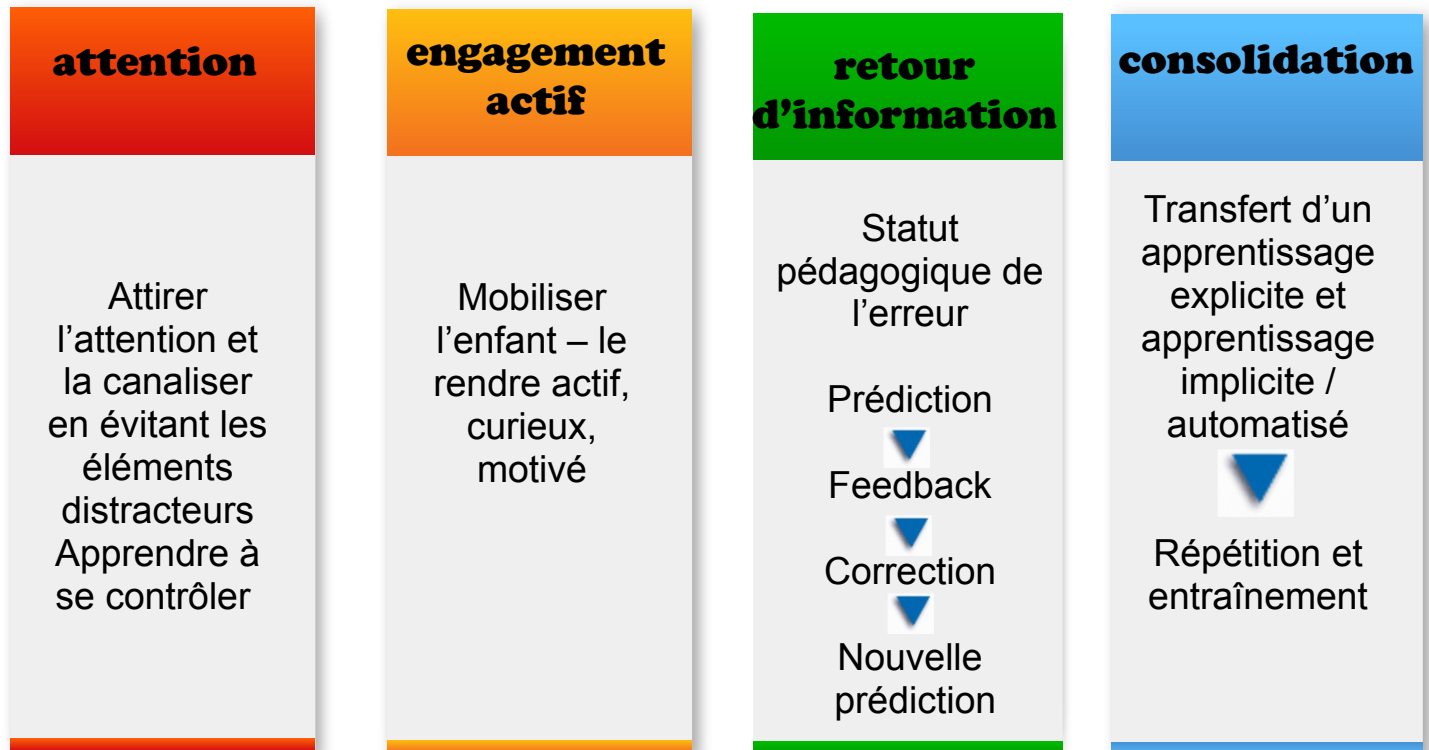 attention
Attirer
l’attention et
la canaliser
en évitant les
éléments
distracteurs
Apprendre à
se contrôler
engagement
actif
Mobiliser
l’enfant – le
rendre actif,
curieux,
motivé
retour
d’information
Statut
pédagogique de
l’erreur
Prédiction
Feedback
Correction
Nouvelle
prédiction
consolidation
Transfert d’un
apprentissage
explicite et
apprentissage
implicite /
automatisé
Répétition et
entraînement